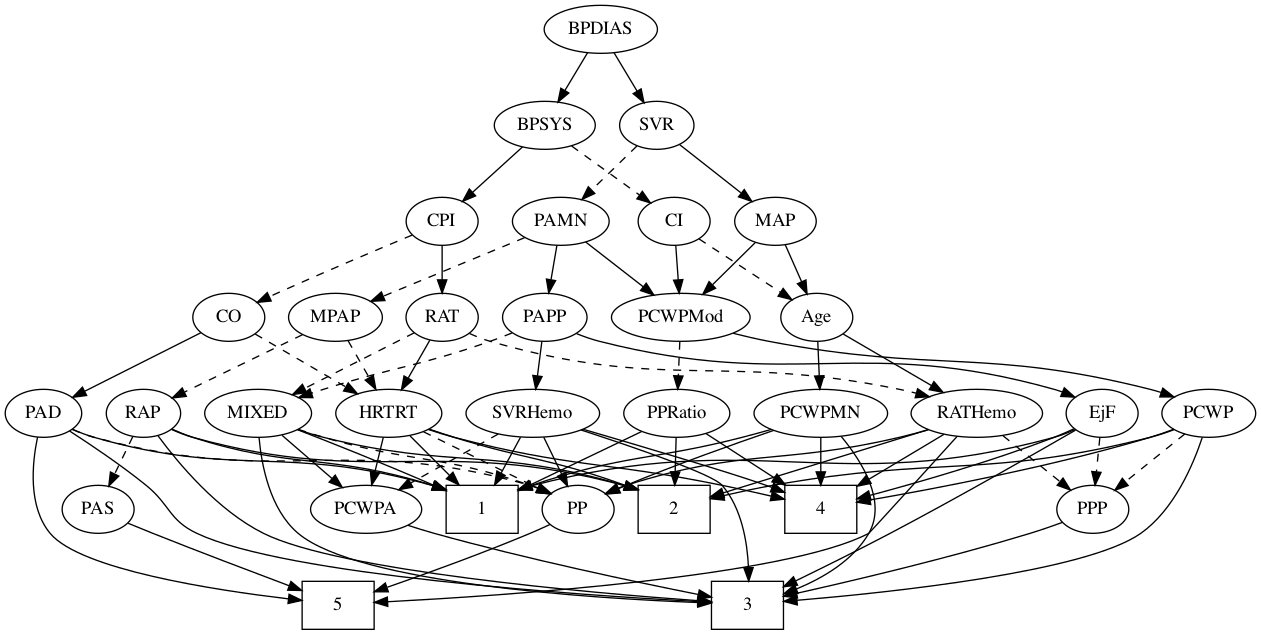 BPDIAS
BPSYS SVR
CPI PAMN CI MAP
CO MPAP RAT PAPP PCWPMod Age
PAD RAP MIXED HRTRT SVRHemo PPRatio PCWPMN RATHemo EjF PCWP
PAS PCWPA 1 PP 2 4 PPP
5 3